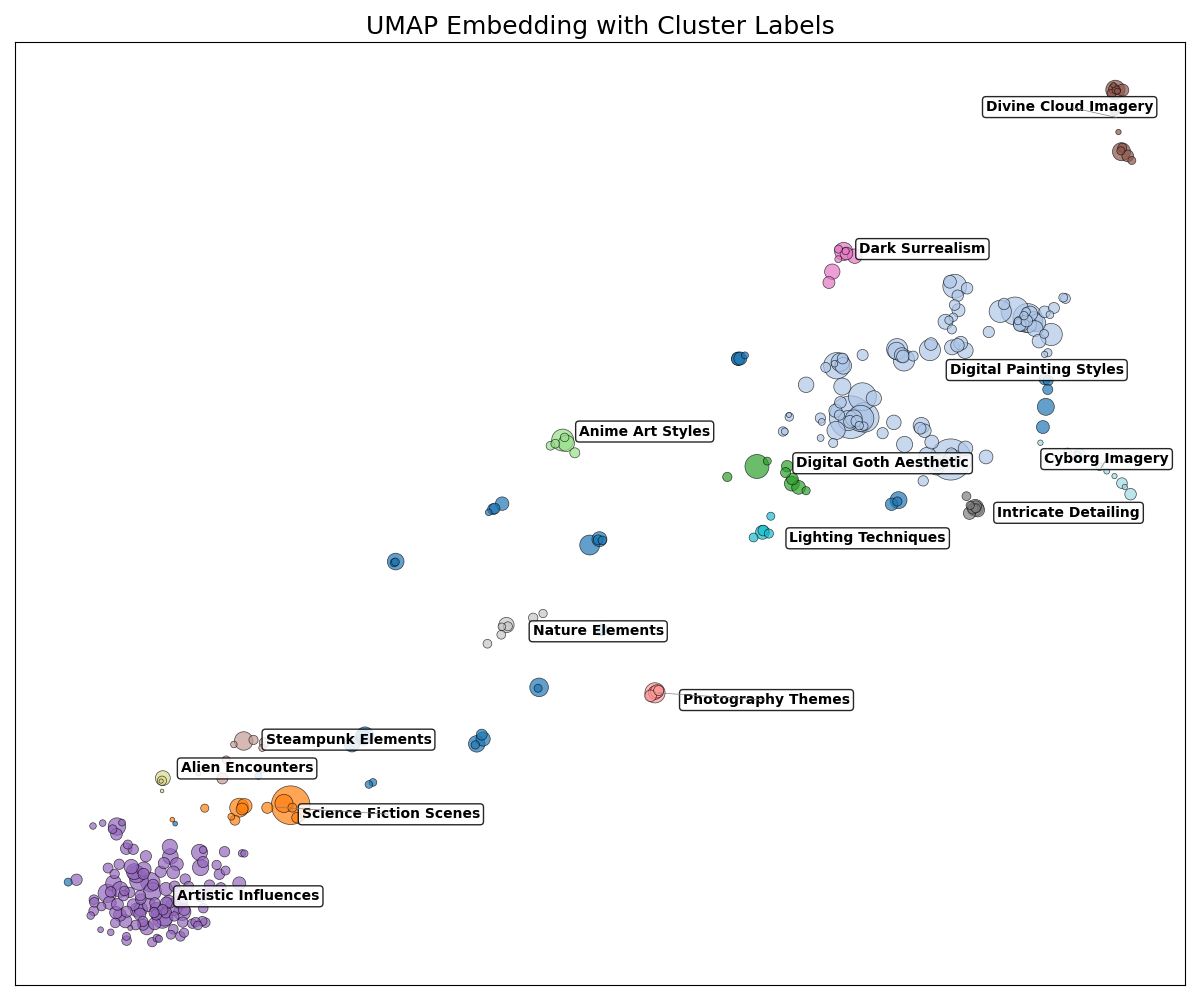 UMAP Embedding with Cluster Labels
Divine Cloud Imagery
Dark Surrealism
Digital Painting Styles
Anime Art Styles
Cyborg Imagery
Digital Goth Aesthetic
Intricate Detailing
Lighting Techniques
Nature Elements
Photography Themes
Steampunk Elements
Alien Encounters
Science Fiction Scenes
Artistic Influences